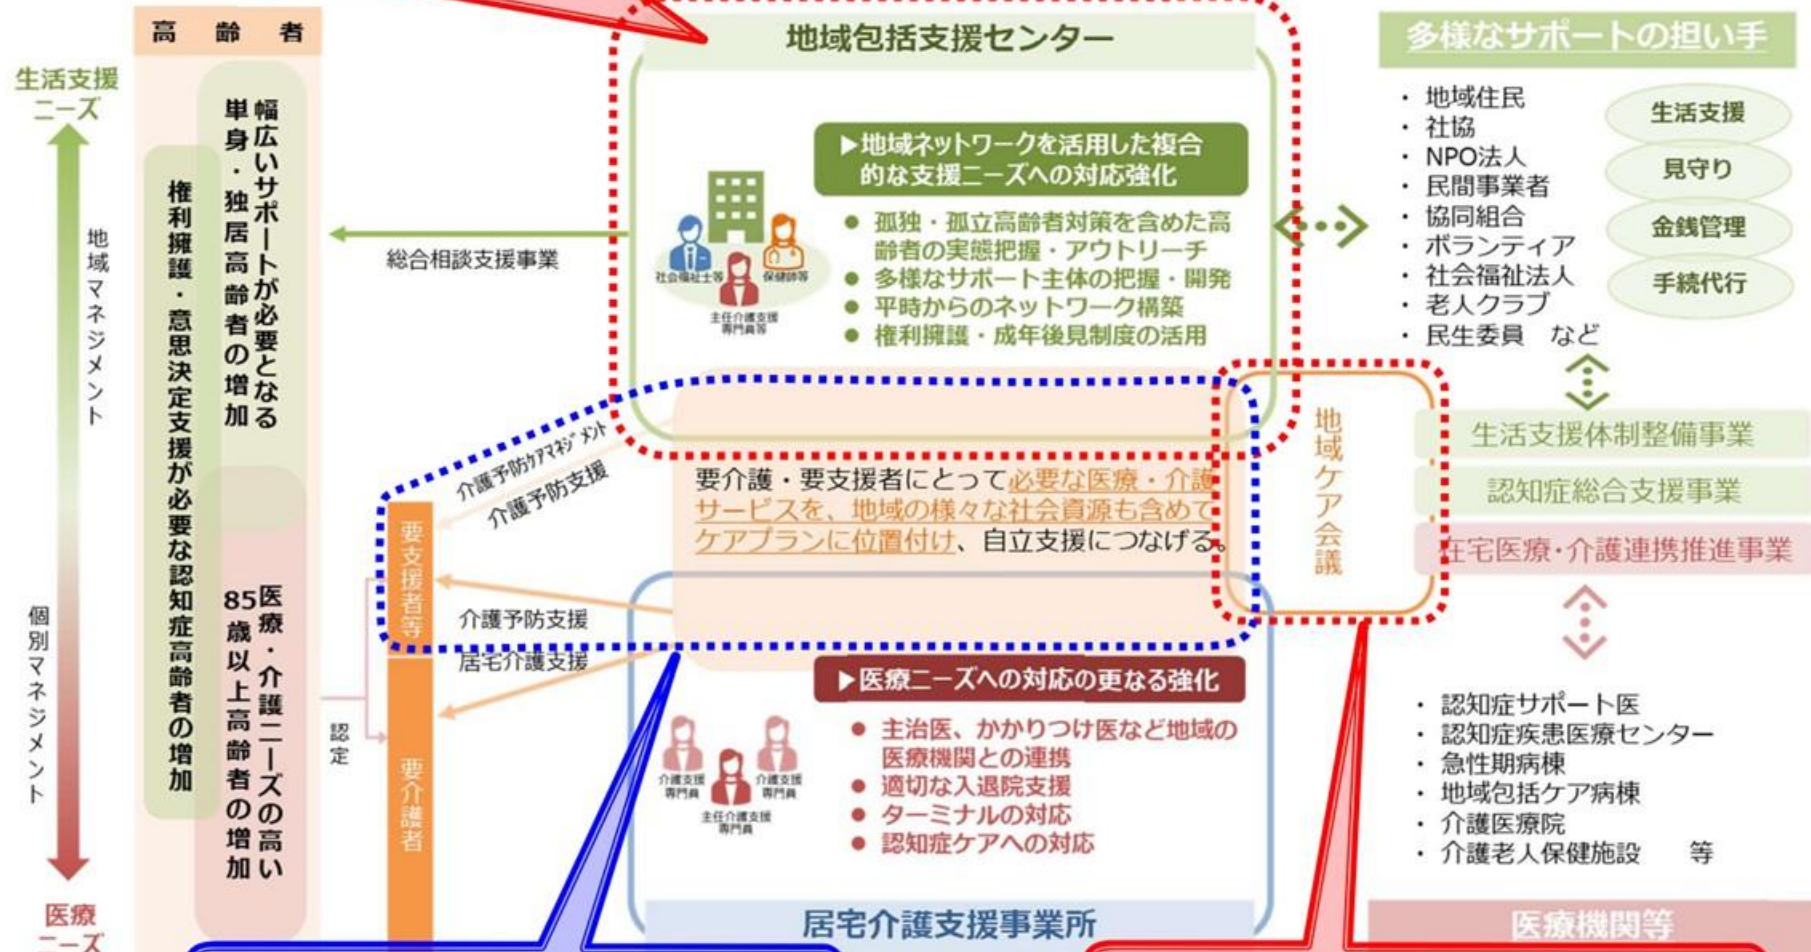 高齢者
生活支援
ニーズ
地域マネジメント
個別マネジメント
医療
ニーズ
幅広いサポートが必要となる
単身・独居高齢者の増加
権利擁護・意思決定支援が必要な認知症高齢者の増加
医療・介護ニーズの高い
85歳以上高齢者の増加
総合相談支援事業
介護予防ケアマネジメント
介護予防支援
要支援者等
介護予防支援
居宅介護支援
認定
要介護者
地域包括支援センター
▶地域ネットワークを活用した複合
的な支援ニーズへの対応強化
● 孤独・孤立高齢者対策を含めた高
齢者の実態把握・アウトリーチ
● 多様なサポート主体の把握・開発
● 平時からのネットワーク構築
● 権利擁護・成年後見制度の活用
社会福祉士等
保健師等
主任介護支援
専門員等
要介護・要支援者にとって必要な医療・介護
サービスを、地域の様々な社会資源も含めて
ケアプランに位置付け、自立支援につなげる。
▶医療ニーズへの対応の更なる強化
● 主治医、かかりつけ医など地域の
医療機関との連携
● 適切な入退院支援
● ターミナルの対応
● 認知症ケアへの対応
介護支援
専門員
主任介護支援
専門員
介護支援
専門員
居宅介護支援事業所
地域ケア会議
多様なサポートの担い手
・ 地域住民
・ 社協
・ NPO法人
・ 民間事業者
・ 協同組合
・ ボランティア
・ 社会福祉法人
・ 老人クラブ
・ 民生委員 など
生活支援
見守り
金銭管理
手続代行
生活支援体制整備事業
認知症総合支援事業
在宅医療・介護連携推進事業
・ 認知症サポート医
・ 認知症疾患医療センター
・ 急性期病棟
・ 地域包括ケア病棟
・ 介護医療院
・ 介護老人保健施設 等
医療機関等